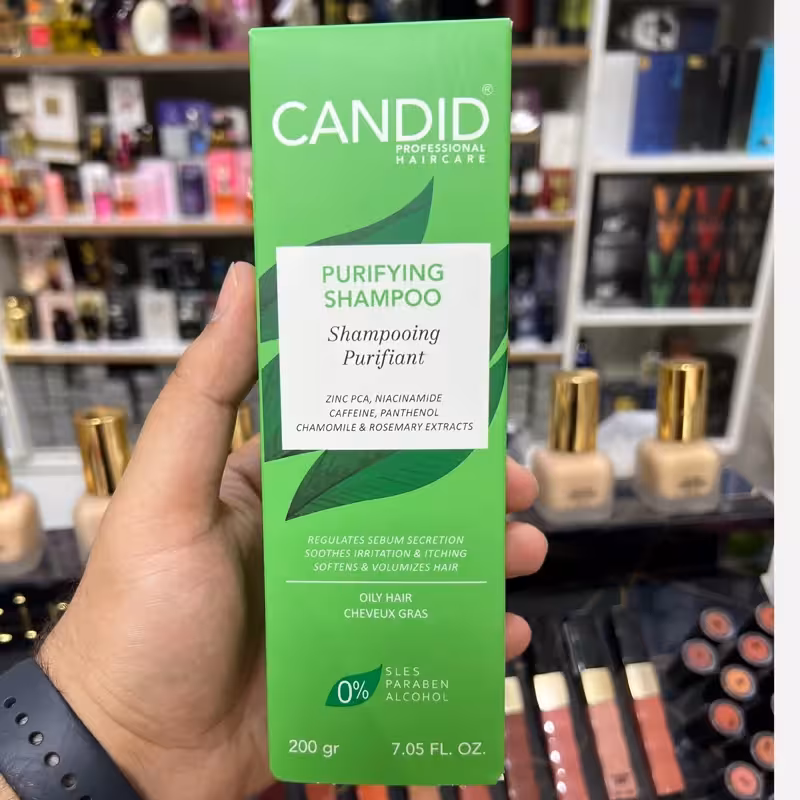 CANDID®
PROFESSIONAL
HAIRCARE
PURIFYING
SHAMPOO
Shampooing
Purifiant
ZINC PCA, NIACINAMIDE
CAFFEINE, PANTHENOL
CHAMOMILE & ROSEMARY EXTRACTS
REGULATES SEBUM SECRETION
SOOTHES IRRITATION & ITCHING
SOFTENS & VOLUMIZES HAIR
OILY HAIR
CHEVEUX GRAS
0% SLES
PARABEN
ALCOHOL
200 gr 7.05 FL. OZ.